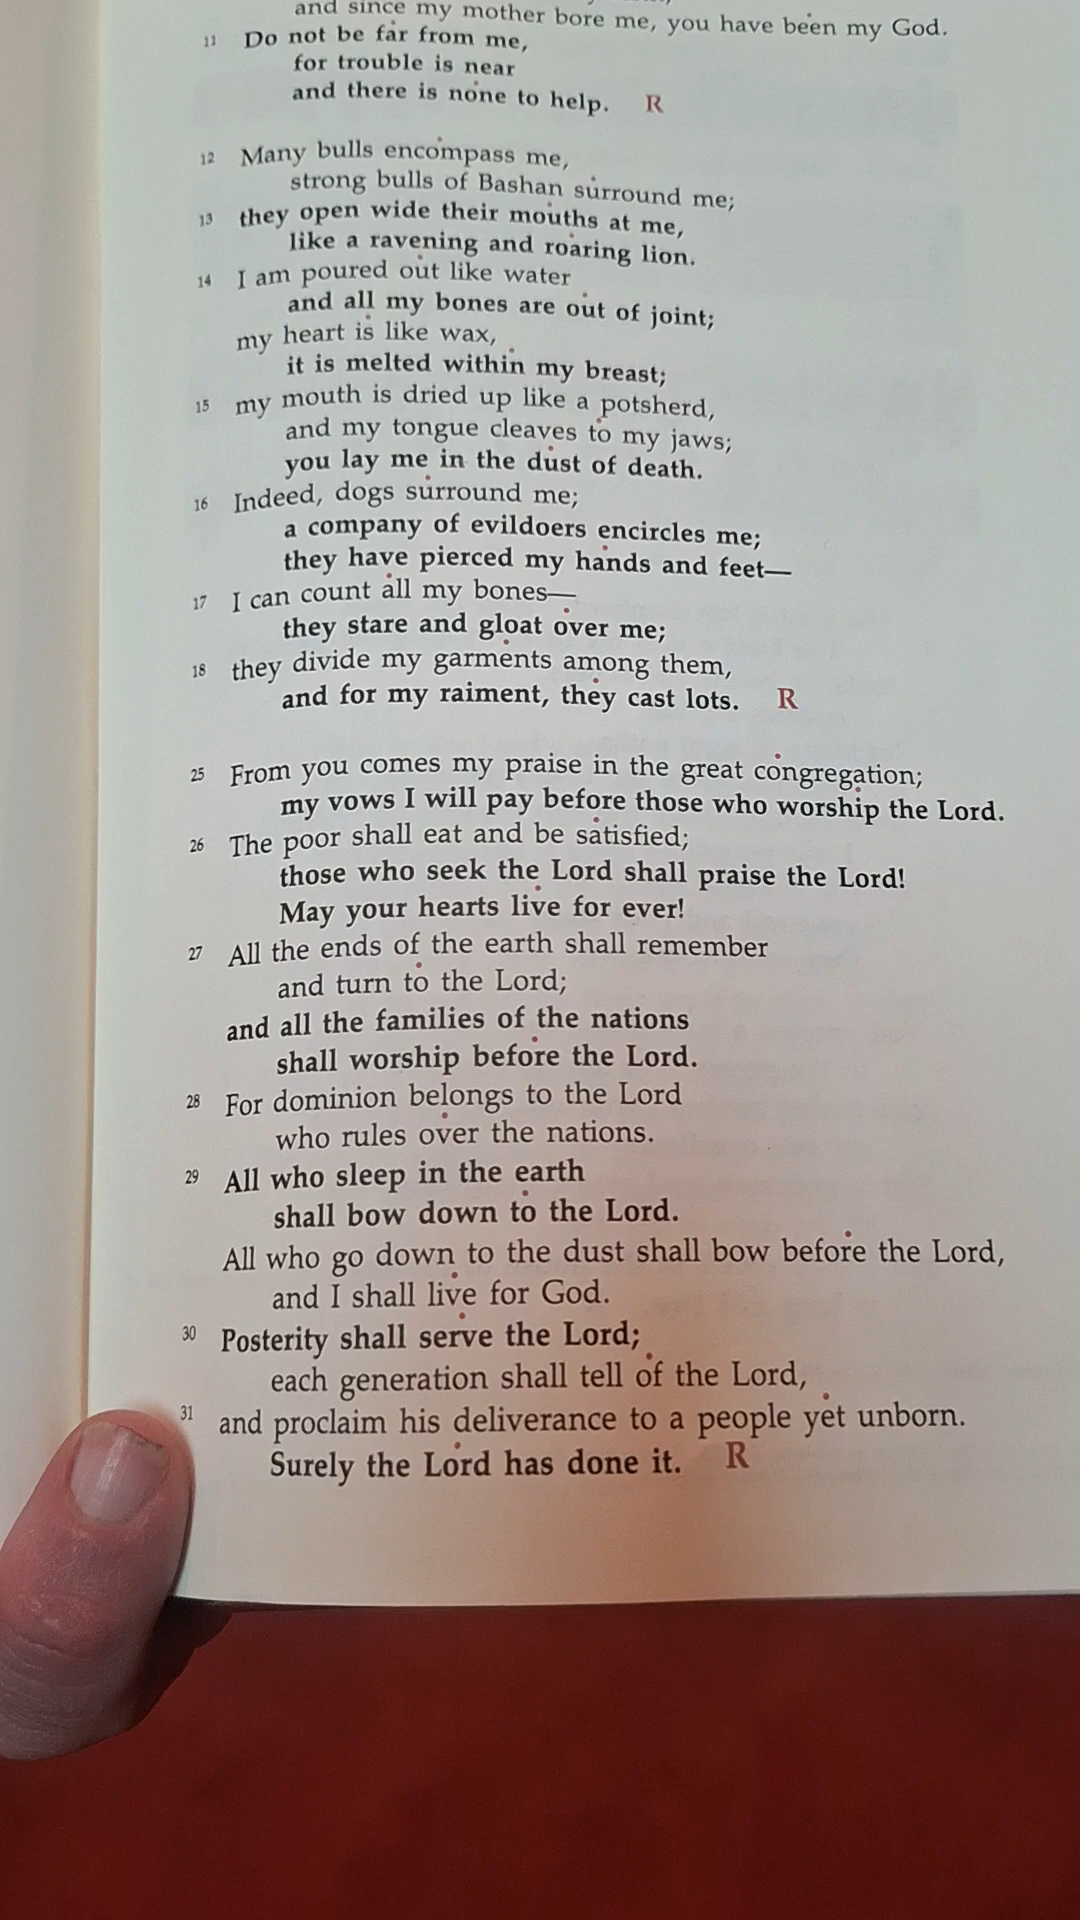 and since my mother bore me, you have been my God.
11 Do not be far from me,
for trouble is near
and there is none to help. R
12 Many bulls encompass me,
strong bulls of Bashan surround me;
13 they open wide their mouths at me,
like a ravening and roaring lion.
14 I am poured out like water
and all my bones are out of joint;
my heart is like wax,
it is melted within my breast;
15 my mouth is dried up like a potsherd,
and my tongue cleaves to my jaws;
you lay me in the dust of death.
16 Indeed, dogs surround me;
a company of evildoers encircles me;
they have pierced my hands and feet—
17 I can count all my bones—
they stare and gloat over me;
18 they divide my garments among them,
and for my raiment, they cast lots. R
25 From you comes my praise in the great congregation;
my vows I will pay before those who worship the Lord.
26 The poor shall eat and be satisfied;
those who seek the Lord shall praise the Lord!
May your hearts live for ever!
27 All the ends of the earth shall remember
and turn to the Lord;
and all the families of the nations
shall worship before the Lord.
28 For dominion belongs to the Lord
who rules over the nations.
29 All who sleep in the earth
shall bow down to the Lord.
All who go down to the dust shall bow before the Lord,
and I shall live for God.
30 Posterity shall serve the Lord;
each generation shall tell of the Lord,
31 and proclaim his deliverance to a people yet unborn.
Surely the Lord has done it. R